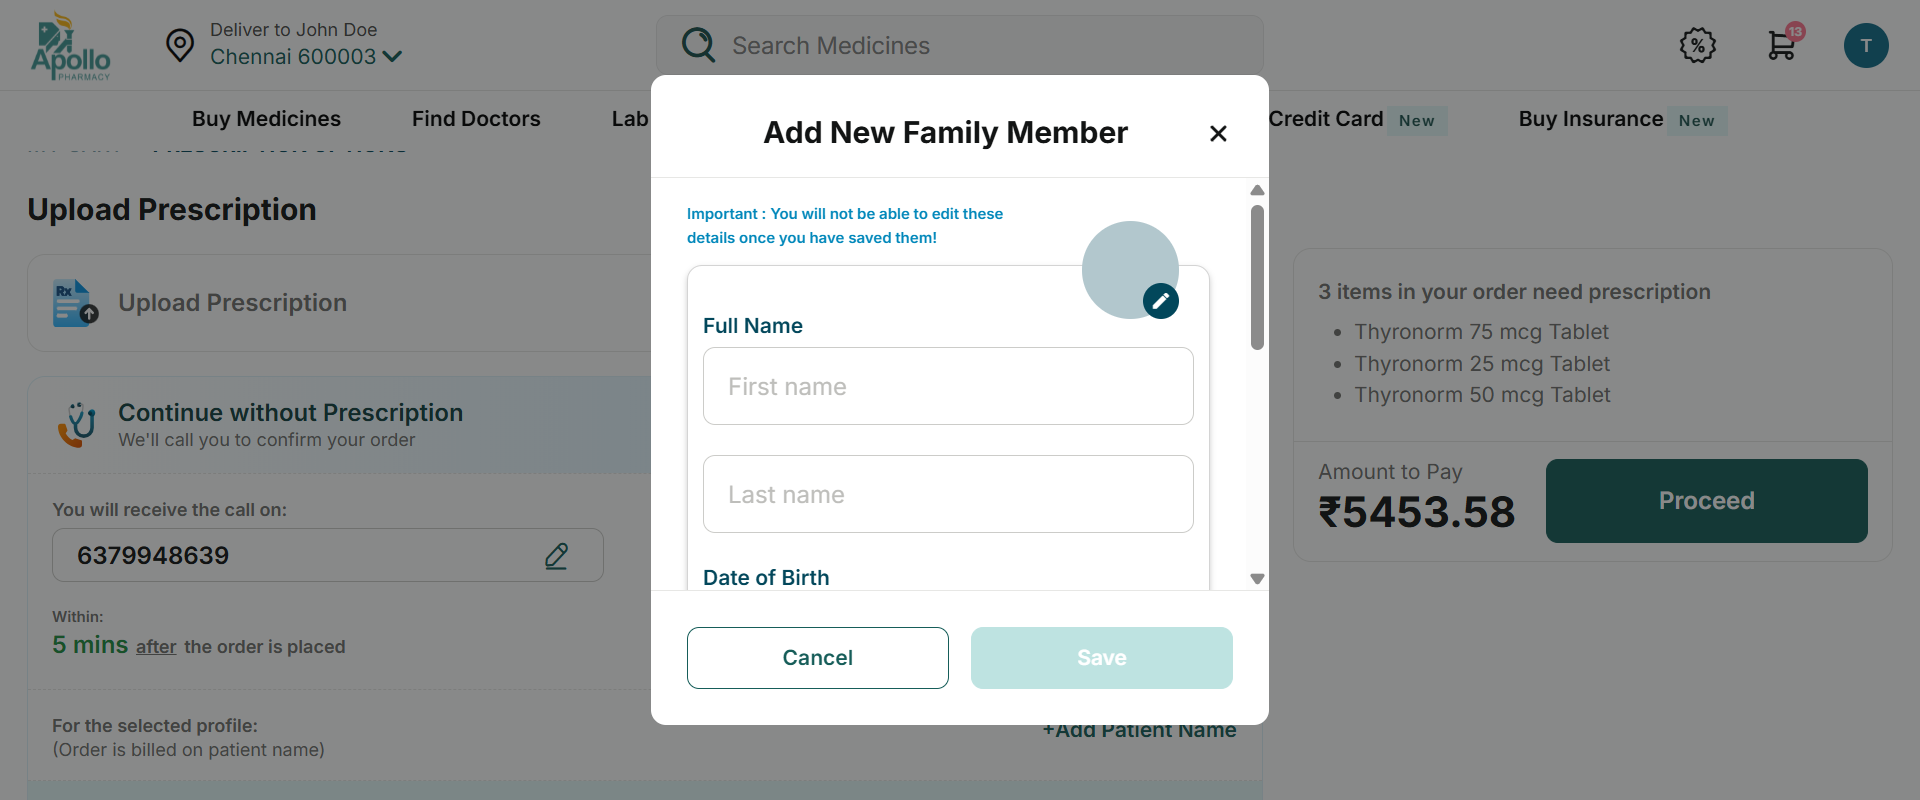 Apollo
PHARMACY
Deliver to John Doe
Chennai 600003
Search Medicines
%
13
T
Buy Medicines
Find Doctors
Lab
Credit Card
New
Buy Insurance
New
Upload Prescription
Rx
Upload Prescription
Continue without Prescription
We'll call you to confirm your order
You will receive the call on:
6379948639
Within:
5 mins after the order is placed
For the selected profile:
(Order is billed on patient name)
+Add Patient Name
Add New Family Member
Important : You will not be able to edit these
details once you have saved them!
Full Name
First name
Last name
Date of Birth
Cancel
Save
3 items in your order need prescription
• Thyronorm 75 mcg Tablet
• Thyronorm 25 mcg Tablet
• Thyronorm 50 mcg Tablet
Amount to Pay
₹5453.58
Proceed